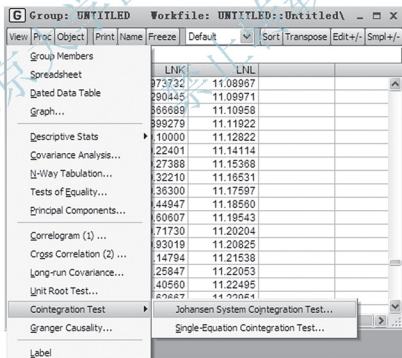 G Group: UNTITLED Workfile: UNTITLED::Untitled\
View Proc Object Print Name Freeze Default Sort Transpose Edit+/- Smpl+/-
Group Members
Spreadsheet
Dated Data Table
Graph...
Descriptive Stats
Covariance Analysis...
N-Way Tabulation...
Tests of Equality...
Principal Components...
Correlogram (1) ...
Cross Correlation (2) ...
Long-run Covariance...
Unit Root Test...
Cointegration Test
Granger Causality...
Label
LNK LNL
973732 11.08967
290445 11.09971
366689 11.10958
399279 11.11922
.10000 11.12822
.22401 11.14114
.27388 11.15368
.32210 11.16531
.36300 11.17597
.44947 11.18560
.60607 11.19543
.71730 11.20204
.93019 11.20825
.14794 11.21538
.25847 11.22053
.40560 11.22495
Johansen System Cointegration Test...
Single-Equation Cointegration Test...